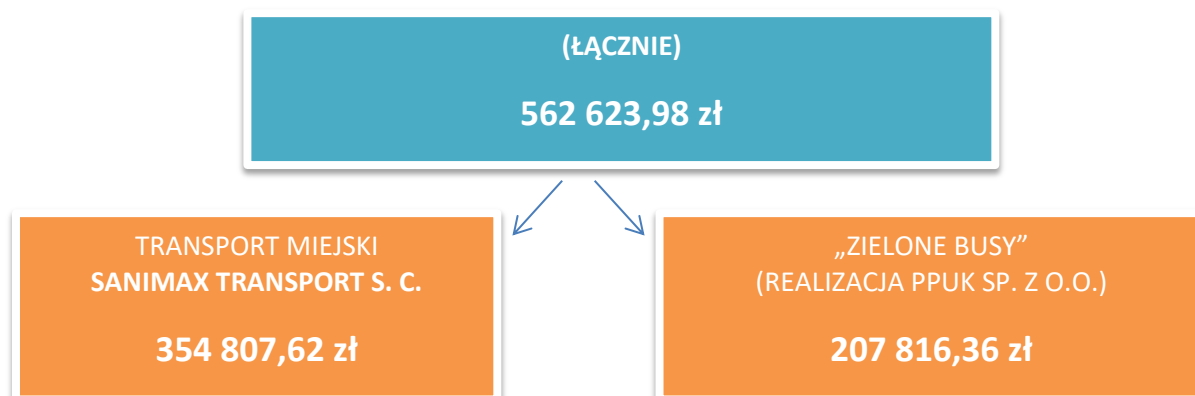 (ŁĄCZNIE)
562 623,98 zł
TRANSPORT MIEJSKI
SANIMAX TRANSPORT S. C.
354 807,62 zł
„ZIELONE BUSY”
(REALIZACJA PPUK SP. Z O.O.)
207 816,36 zł